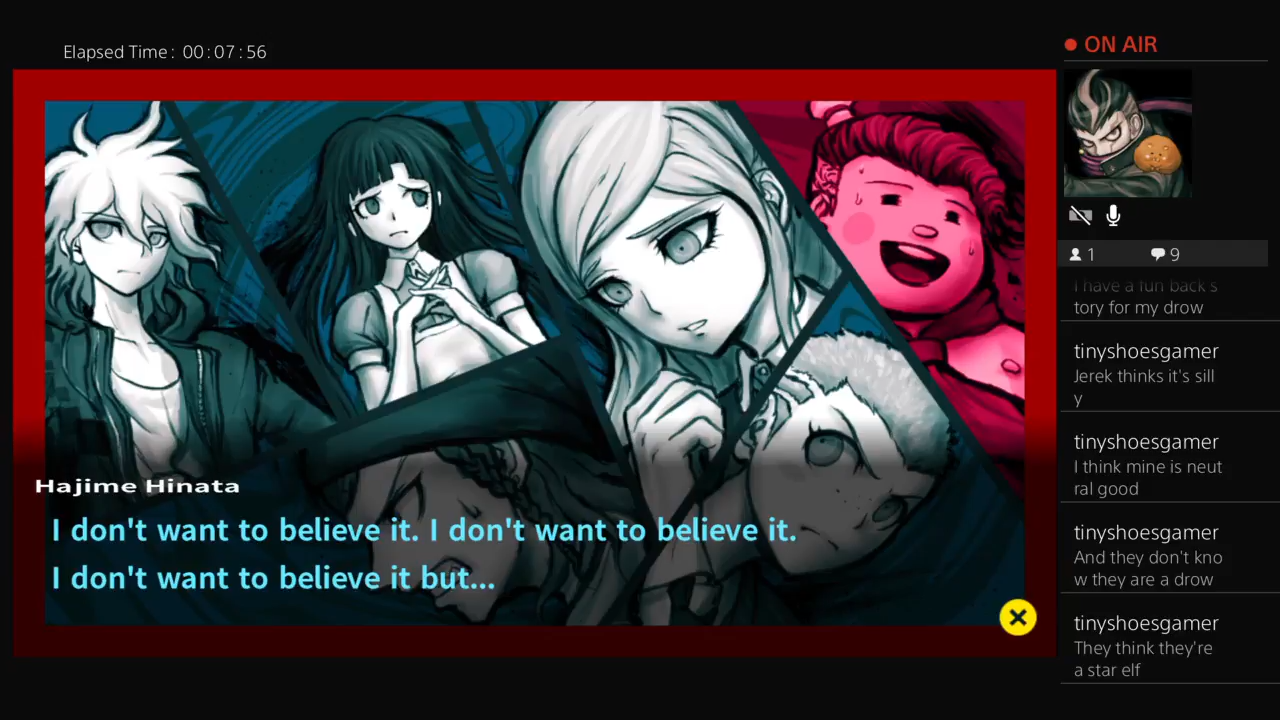 Elapsed Time: 00:07:56
ON AIR
1
9
I have a fun back s
tory for my drow
tinyshoesgamer
Jerek thinks it's sill
y
tinyshoesgamer
I think mine is neut
ral good
tinyshoesgamer
And they don't kno
w they are a drow
tinyshoesgamer
They think they're
a star elf
Hajime Hinata
I don't want to believe it. I don't want to believe it.
I don't want to believe it but...